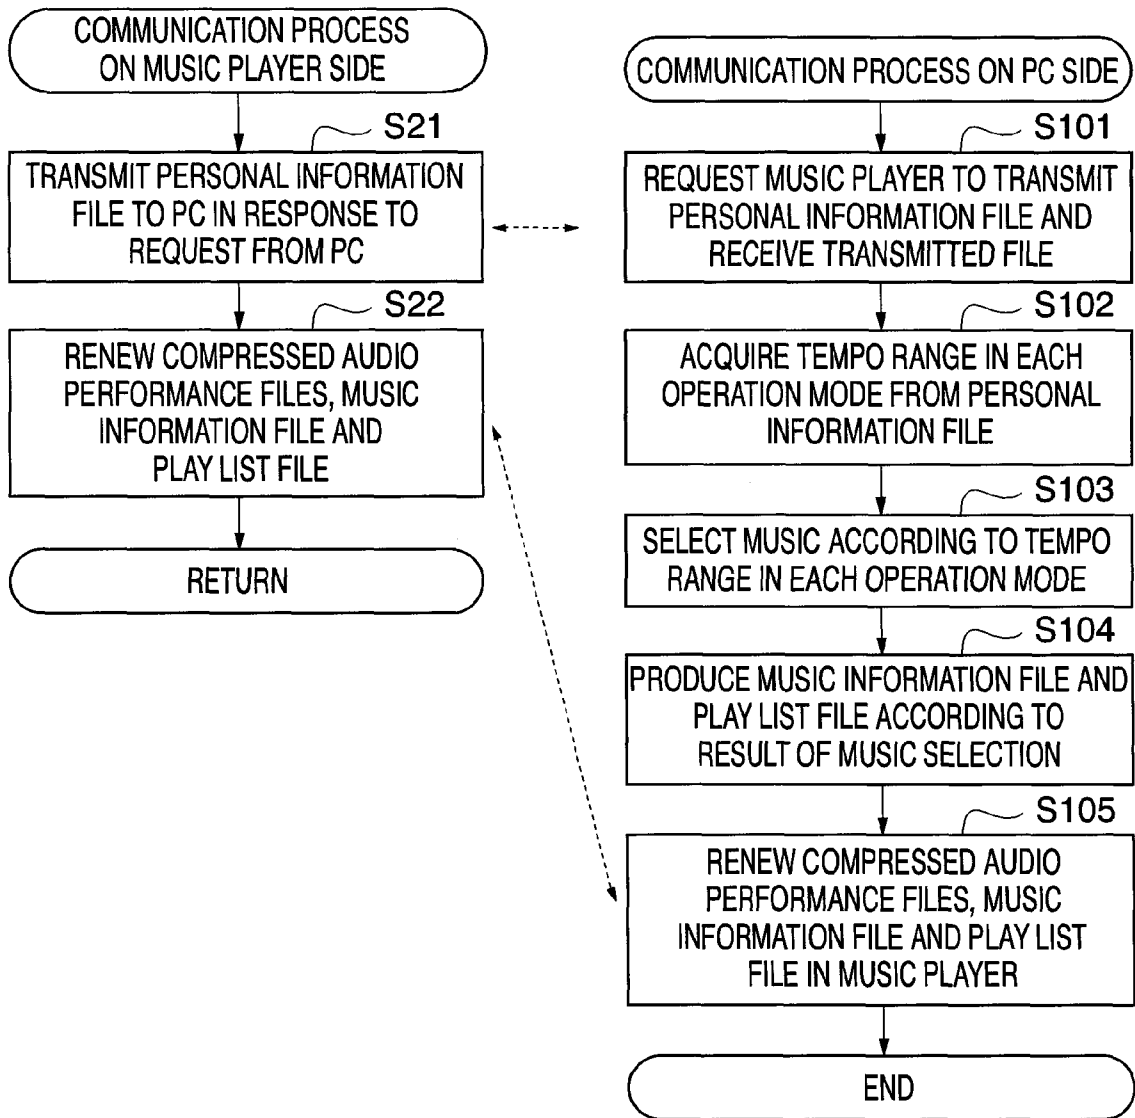 COMMUNICATION PROCESS
ON MUSIC PLAYER SIDE
S21
TRANSMIT PERSONAL INFORMATION
FILE TO PC IN RESPONSE TO
REQUEST FROM PC
S22
RENEW COMPRESSED AUDIO
PERFORMANCE FILES, MUSIC
INFORMATION FILE AND
PLAY LIST FILE
RETURN
COMMUNICATION PROCESS ON PC SIDE
S101
REQUEST MUSIC PLAYER TO TRANSMIT
PERSONAL INFORMATION FILE AND
RECEIVE TRANSMITTED FILE
S102
ACQUIRE TEMPO RANGE IN EACH
OPERATION MODE FROM PERSONAL
INFORMATION FILE
S103
SELECT MUSIC ACCORDING TO TEMPO
RANGE IN EACH OPERATION MODE
S104
PRODUCE MUSIC INFORMATION FILE AND
PLAY LIST FILE ACCORDING TO
RESULT OF MUSIC SELECTION
S105
RENEW COMPRESSED AUDIO
PERFORMANCE FILES, MUSIC
INFORMATION FILE AND PLAY LIST
FILE IN MUSIC PLAYER
END